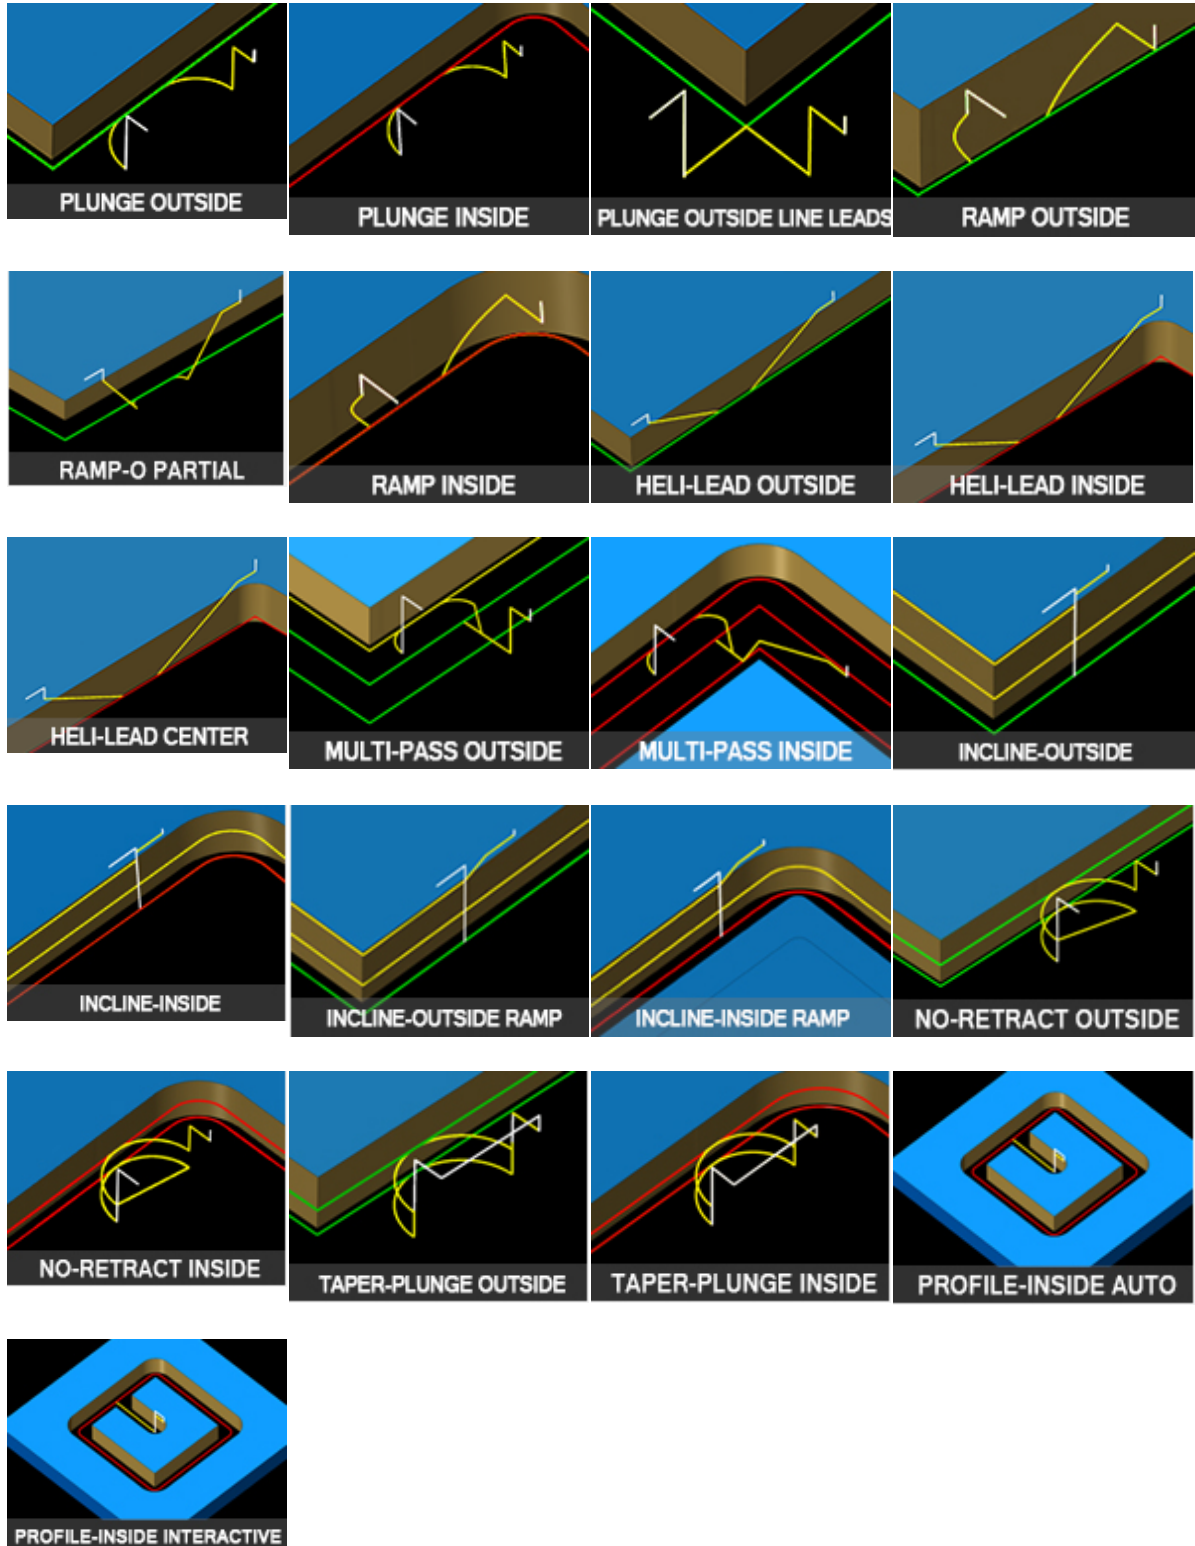 PLUNGE OUTSIDE
PLUNGE INSIDE
PLUNGE OUTSIDE LINE LEADS
RAMP OUTSIDE
RAMP-O PARTIAL
RAMP INSIDE
HELI-LEAD OUTSIDE
HELI-LEAD INSIDE
HELI-LEAD CENTER
MULTI-PASS OUTSIDE
MULTI-PASS INSIDE
INCLINE-OUTSIDE
INCLINE-INSIDE
INCLINE-OUTSIDE RAMP
INCLINE-INSIDE RAMP
NO-RETRACT OUTSIDE
NO-RETRACT INSIDE
TAPER-PLUNGE OUTSIDE
TAPER-PLUNGE INSIDE
PROFILE-INSIDE AUTO
PROFILE-INSIDE INTERACTIVE